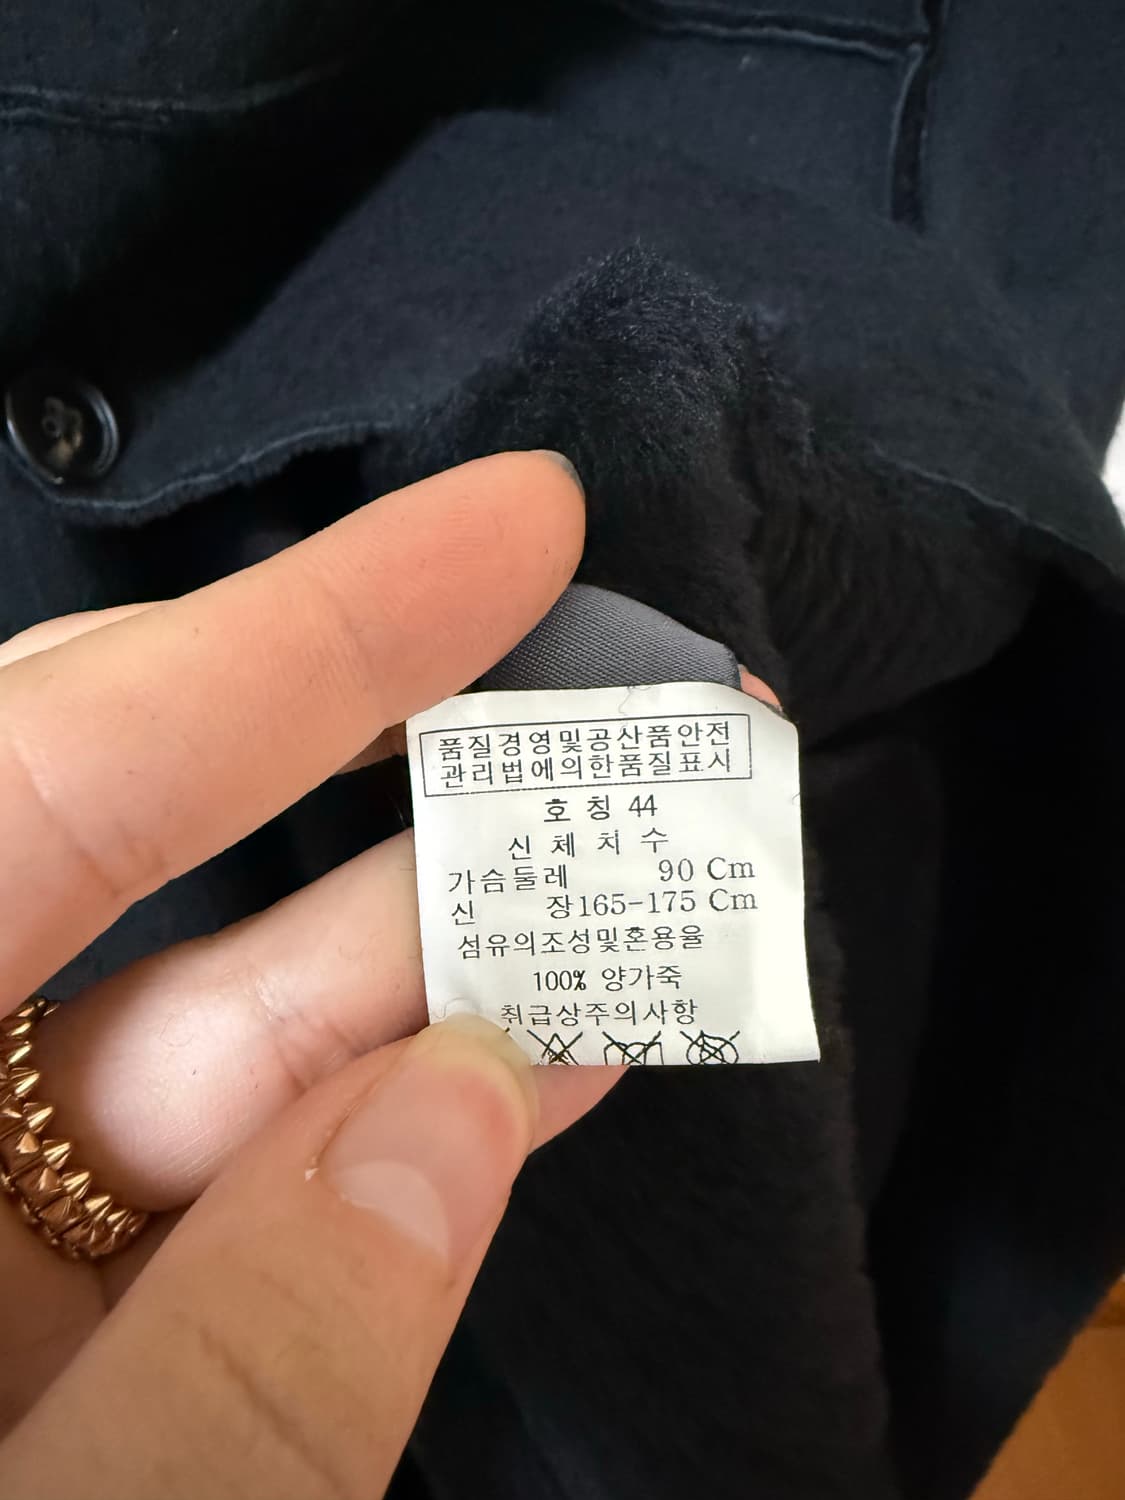 품질경영및공산품안전
관리법에의한품질표시
호 칭 44
신 체 치 수
가슴둘레 90 Cm
신 장 165-175 Cm
섬유의조성및혼용율
100% 양가죽
취급상주의사항